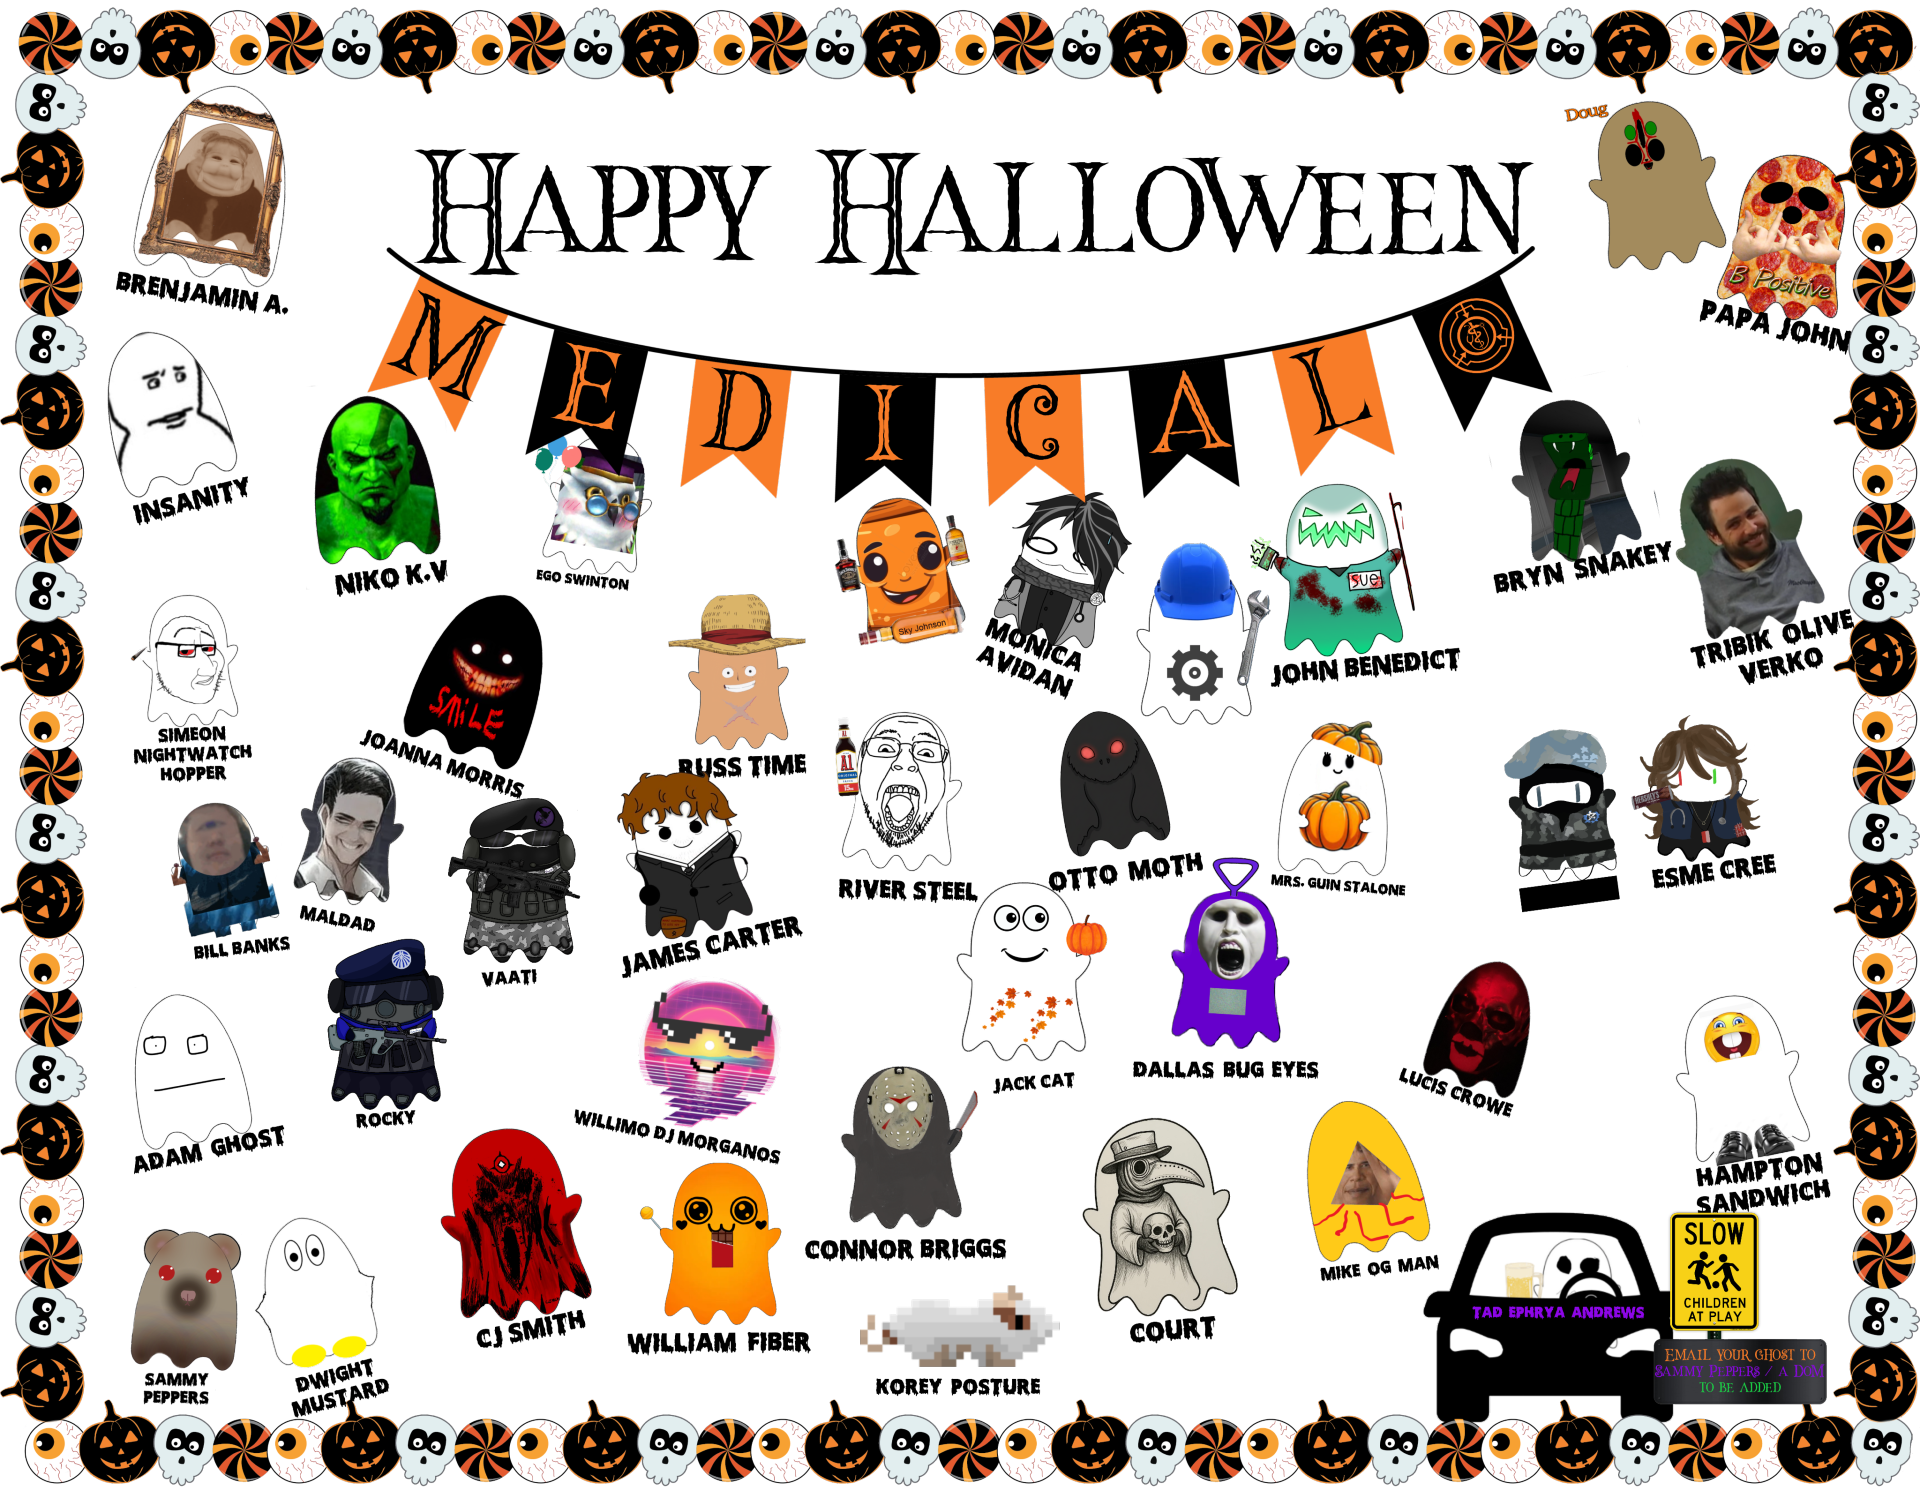 Happy Halloween
MEDICAL
Doug
B Positive
PAPA JOHN
BRENJAMIN A.
INSANITY
NIKO K.V
EGO SWINTON
Sky Johnson
MONICA
AVIDAN
SUE
JOHN BENEDICT
BRYN SNAKEY
TRIBIK OLIVE
VERKO
SIMEON
NIGHTWATCH
HOPPER
SMILE
JOANNA MORRIS
RUSS TIME
A1
RIVER STEEL
OTTO MOTH
MRS. GUIN STALONE
HERSHEY'S
ESME CREE
BILL BANKS
MALDAD
VAATI
JAMES CARTER
JACK CAT
DALLAS BUG EYES
LUCIS CROWE
ADAM GHOST
ROCKY
WILLIMO DJ MORGANOS
CONNOR BRIGGS
HAMPTON
SANDWICH
CJ SMITH
WILLIAM FIBER
COURT
MIKE OG MAN
SAMMY
PEPPERS
DWIGHT
MUSTARD
KOREY POSTURE
TAD EPHRYA ANDREWS
SLOW
CHILDREN
AT PLAY
Email your ghost to
Sammy Peppers / a DoM
to be added